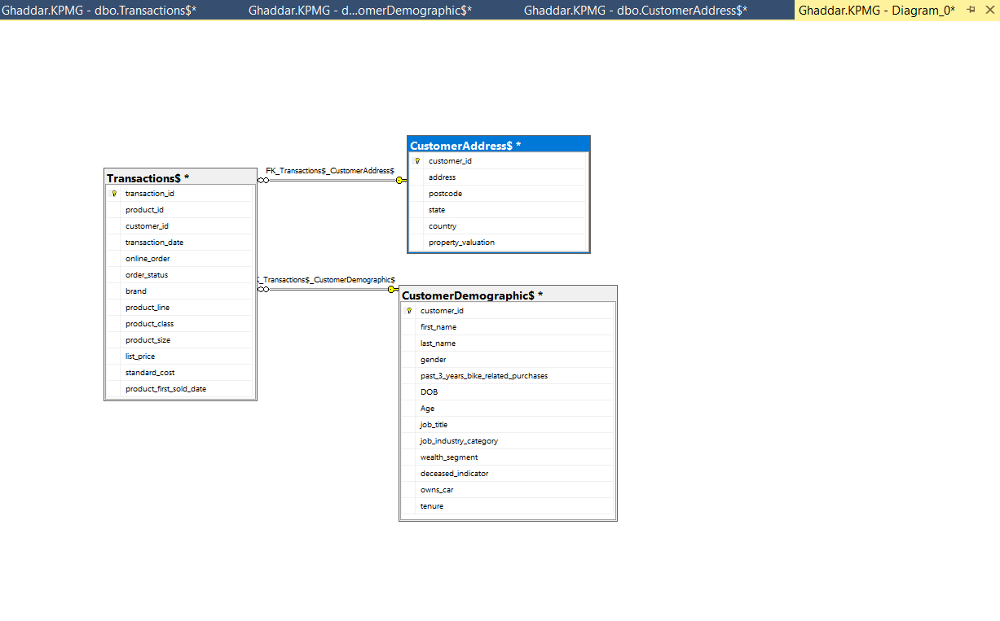 Ghaddar.KPMG - dbo.Transactions$*
Ghaddar.KPMG - d...omerDemographic$*
Ghaddar.KPMG - dbo.CustomerAddress$*
Ghaddar.KPMG - Diagram_0*
CustomerAddress$ *
customer_id
address
postcode
state
country
property_valuation
FK_Transactions$_CustomerAddress$
Transactions$ *
transaction_id
product_id
customer_id
transaction_date
online_order
order_status
brand
product_line
product_class
product_size
list_price
standard_cost
product_first_sold_date
K_Transactions$_CustomerDemographic$
CustomerDemographic$ *
customer_id
first_name
last_name
gender
past_3_years_bike_related_purchases
DOB
Age
job_title
job_industry_category
wealth_segment
deceased_indicator
owns_car
tenure